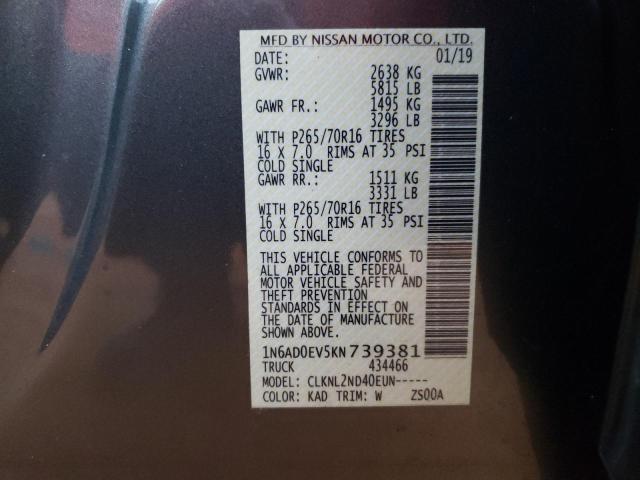 MFD BY NISSAN MOTOR CO., LTD.
DATE: 01/19
GVWR: 2638 KG
5815 LB
GAWR FR.: 1495 KG
3296 LB
WITH P265/70R16 TIRES
16 X 7.0 RIMS AT 35 PSI
COLD SINGLE
GAWR RR.: 1511 KG
3331 LB
WITH P265/70R16 TIRES
16 X 7.0 RIMS AT 35 PSI
COLD SINGLE
THIS VEHICLE CONFORMS TO
ALL APPLICABLE FEDERAL
MOTOR VEHICLE SAFETY AND
THEFT PREVENTION
STANDARDS IN EFFECT ON
THE DATE OF MANUFACTURE
SHOWN ABOVE.
1N6AD0EV5KN739381
TRUCK 434466
MODEL: CLKNL2ND40EUN-----
COLOR: KAD TRIM: W ZS00A